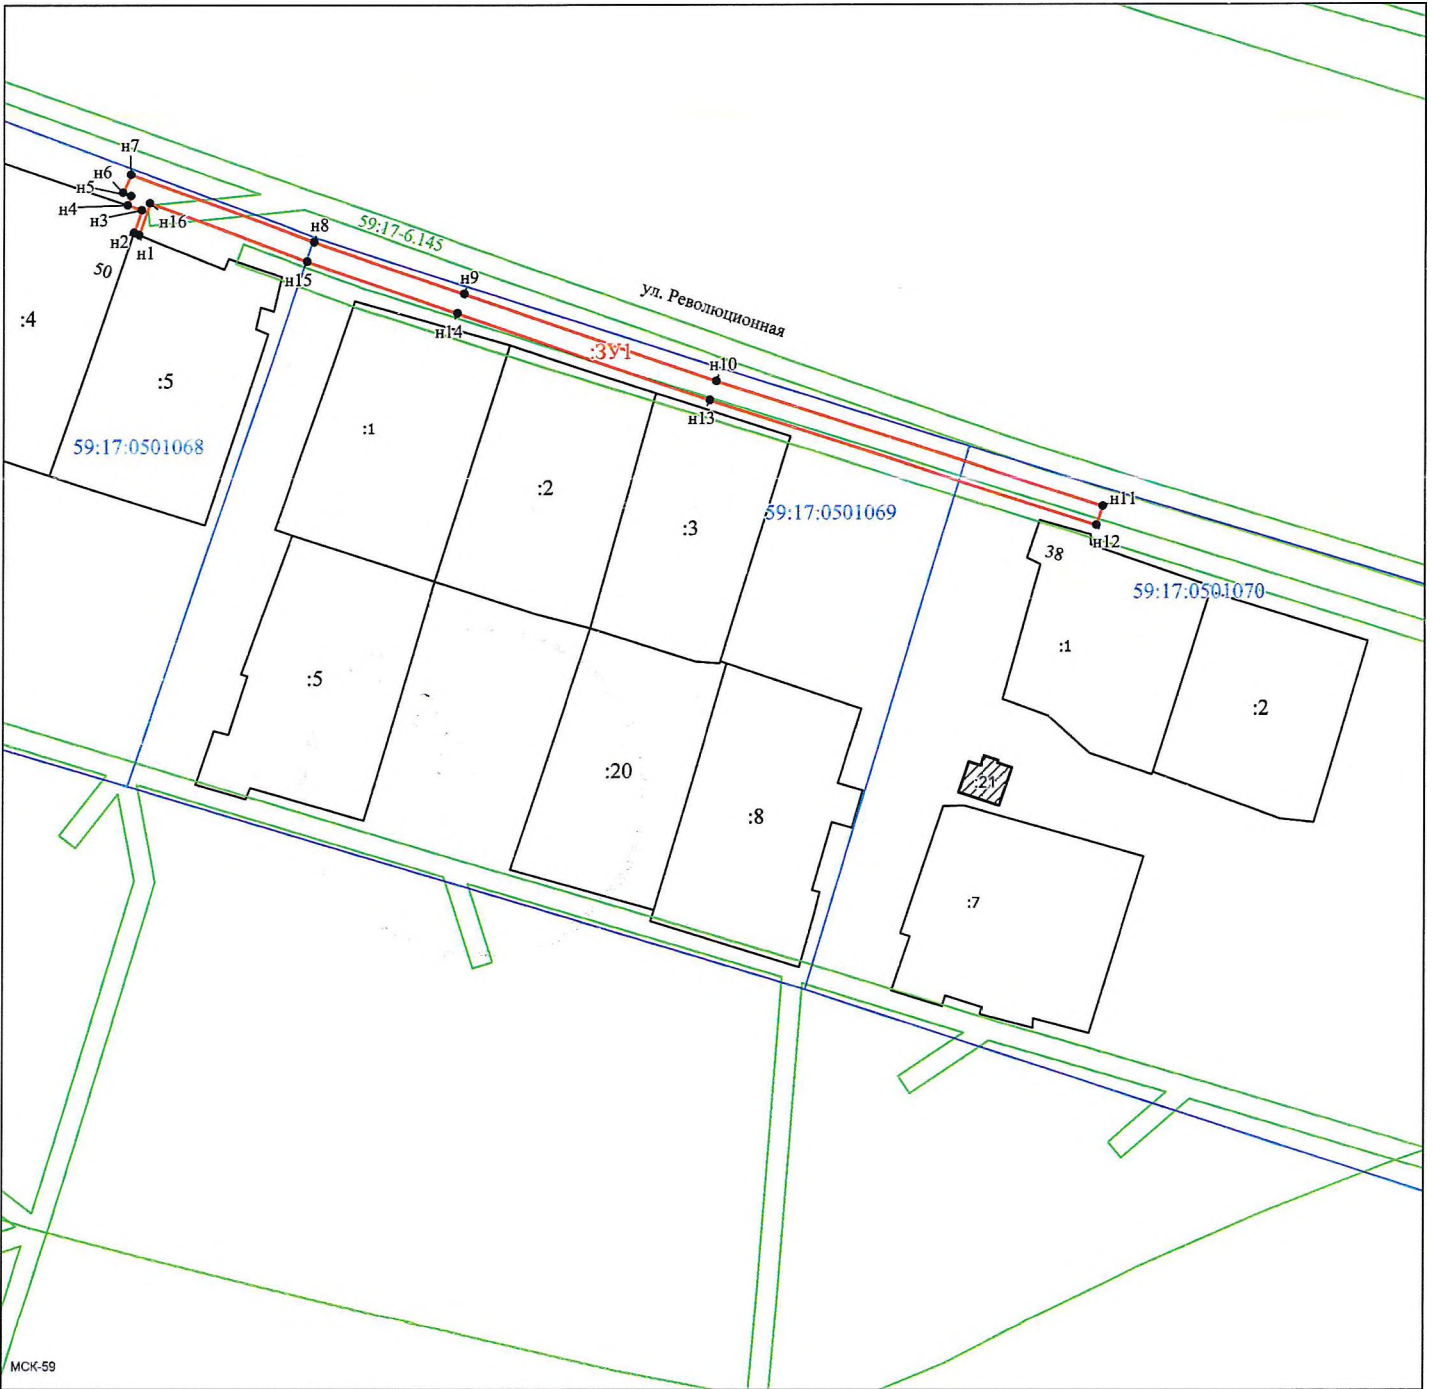 н7
н6
н5
н4
н3
н16
н2
н1
50
59:17-6.145
н8
н15
н9
ул. Революционная
:4
н14
:ЗУ1
н10
:5
н13
:1
59:17:0501068
:2
н11
59:17:0501069
:3
н12
38
59:17:0501070
:1
:5
:2
:20
:21
:8
:7
МСК-59